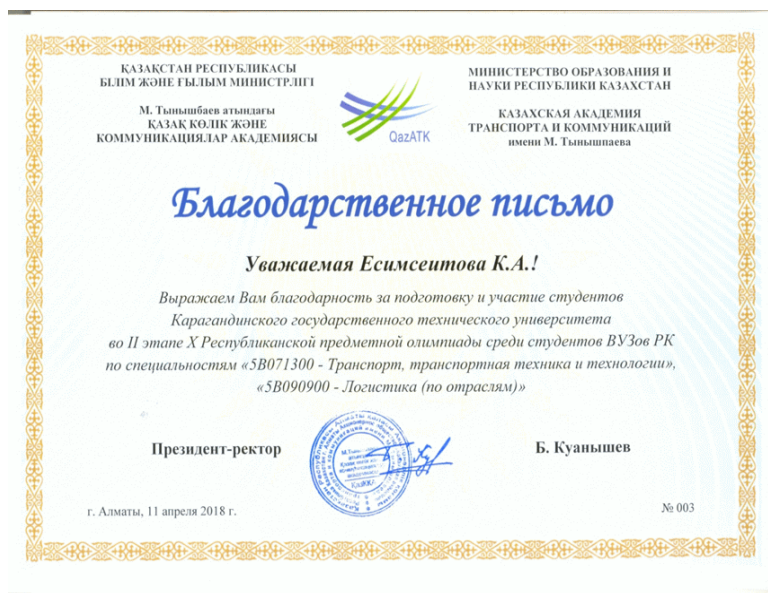 ҚАЗАҚСТАН РЕСПУБЛИКАСЫ
БІЛІМ ЖӘНЕ ҒЫЛЫМ МИНИСТРЛІГІ
М. Тынышбаев атындағы
ҚАЗАҚ КӨЛІК ЖӘНЕ
КОММУНИКАЦИЯЛАР АКАДЕМИЯСЫ
QazATK
МИНИСТЕРСТВО ОБРАЗОВАНИЯ И
НАУКИ РЕСПУБЛИКИ КАЗАХСТАН
КАЗАХСКАЯ АКАДЕМИЯ
ТРАНСПОРТА И КОММУНИКАЦИЙ
имени М. Тынышпаева
Благодарственное письмо
Уважаемая Есимсеитова К.А.!
Выражаем Вам благодарность за подготовку и участие студентов
Карагандинского государственного технического университета
во II этапе X Республиканской предметной олимпиады среди студентов ВУЗов РК
по специальностям «5В071300 - Транспорт, транспортная техника и технологии»,
«5В090900 - Логистика (по отраслям)»
Президент-ректор
Б. Куанышев
г. Алматы, 11 апреля 2018 г.
№ 003